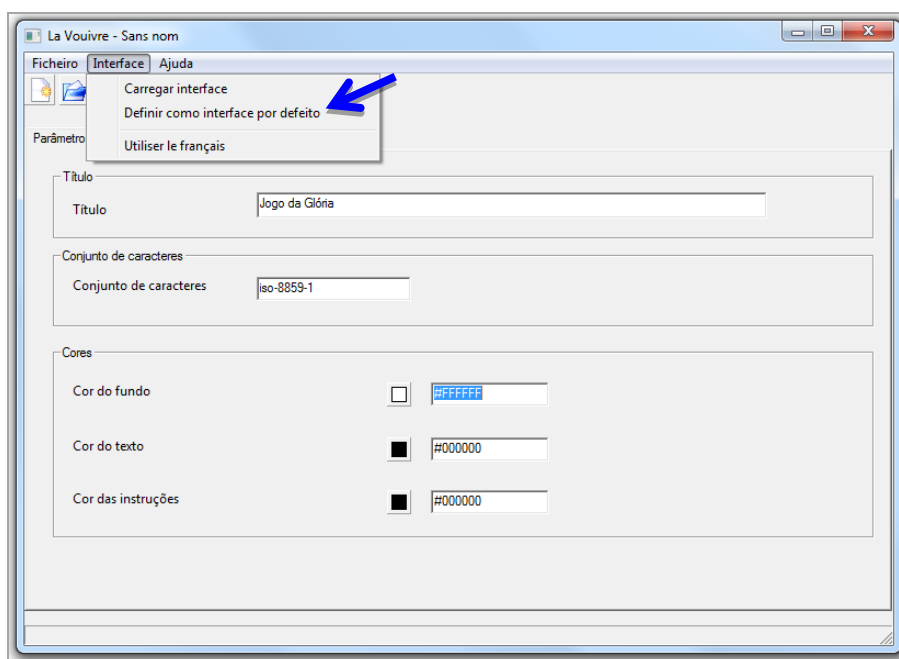 La Vouivre - Sans nom
Ficheiro Interface Ajuda
Carregar interface
Definir como interface por defeito
Utiliser le français
Parâmetro
Título
Título Jogo da Glória
Conjunto de caracteres
Conjunto de caracteres iso-8859-1
Cores
Cor do fundo #FFFFFF
Cor do texto #000000
Cor das instruções #000000